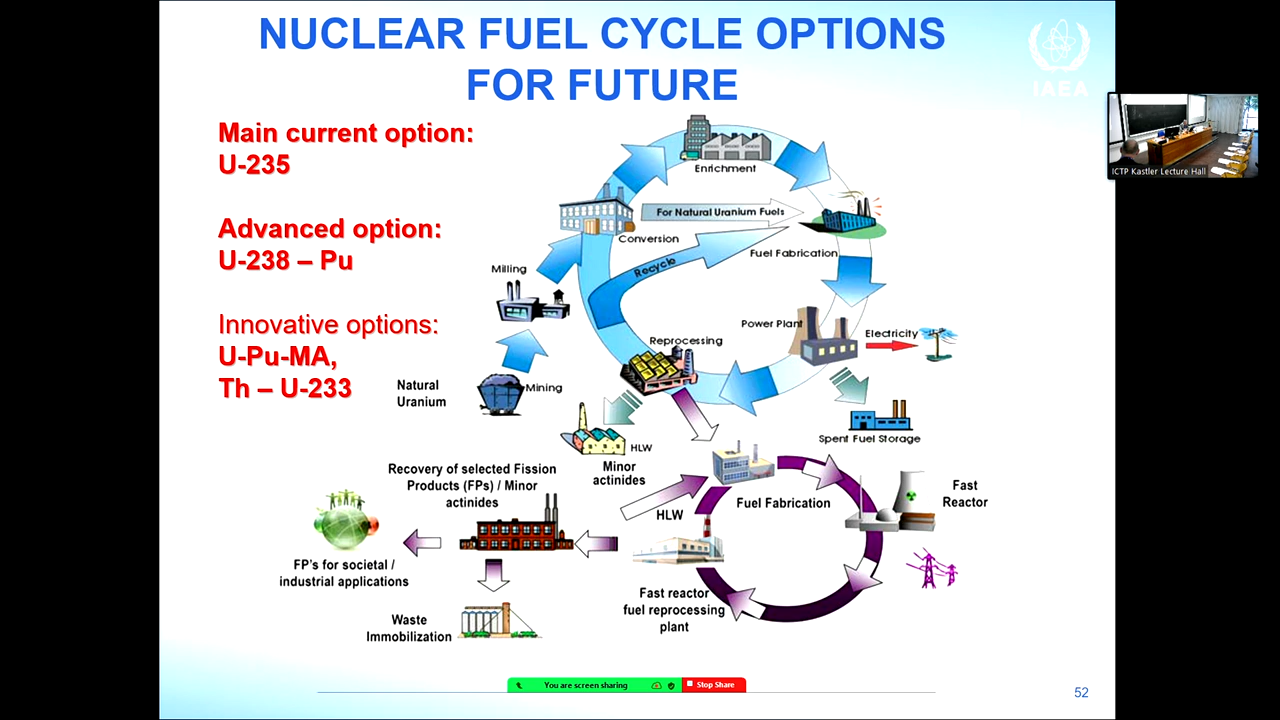 NUCLEAR FUEL CYCLE OPTIONS
FOR FUTURE
IAEA
Main current option:
U-235
Advanced option:
U-238 – Pu
Innovative options:
U-Pu-MA,
Th – U-233
Enrichment
For Natural Uranium Fuels
Conversion
Fuel Fabrication
Recycle
Milling
Power Plant
Electricity
Reprocessing
Natural
Uranium
Mining
Spent Fuel Storage
HLW
Minor
actinides
Recovery of selected Fission
Products (FPs) / Minor
actinides
Fuel Fabrication
Fast
Reactor
HLW
FP's for societal /
industrial applications
Fast reactor
fuel reprocessing
plant
Waste
Immobilization
You are screen sharing
Stop Share
52
ICTP Kastler Lecture Hall